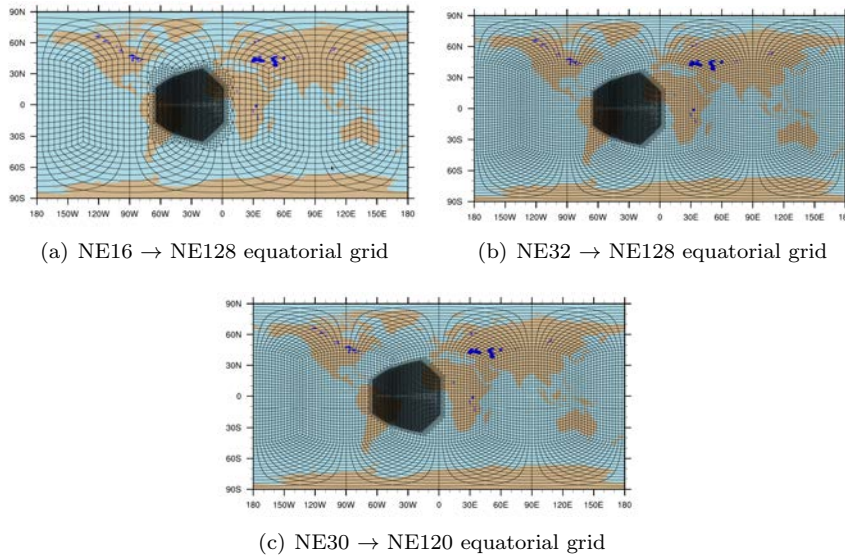 90N
60N
30N
0
30S
60S
90S
180 150W 120W 90W 60W 30W 0 30E 60E 90E 120E 150E 180
(a) NE16 → NE128 equatorial grid
90N
60N
30N
0
30S
60S
90S
180 150W 120W 90W 60W 30W 0 30E 60E 90E 120E 150E 180
(b) NE32 → NE128 equatorial grid
90N
60N
30N
0
30S
60S
90S
180 150W 120W 90W 60W 30W 0 30E 60E 90E 120E 150E 180
(c) NE30 → NE120 equatorial grid